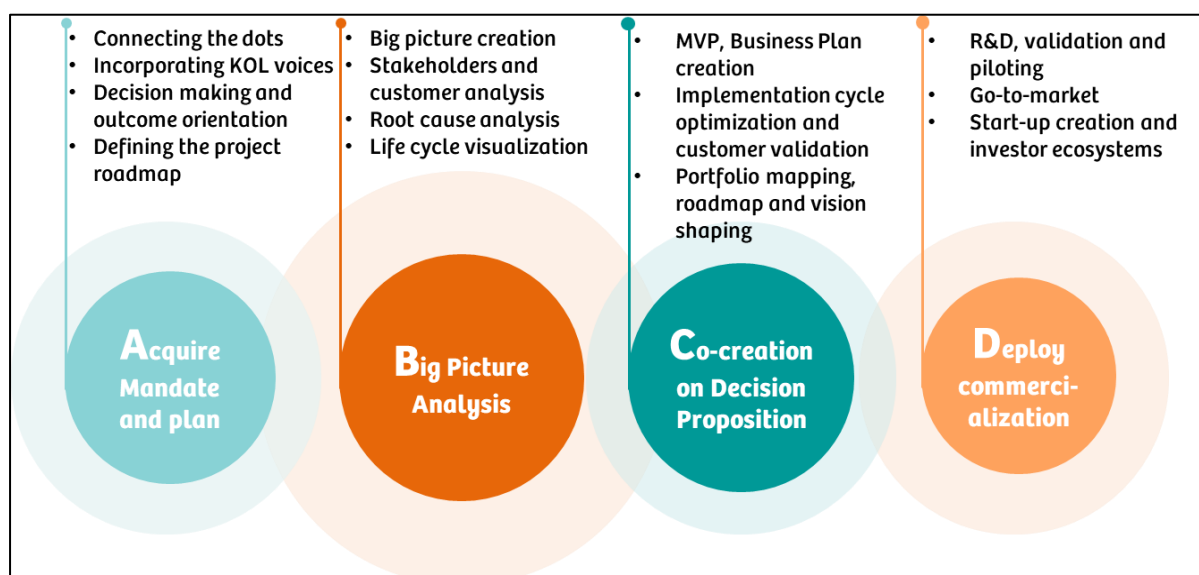 • Connecting the dots
• Incorporating KOL voices
• Decision making and
outcome orientation
• Defining the project
roadmap
• Big picture creation
• Stakeholders and
customer analysis
• Root cause analysis
• Life cycle visualization
• MVP, Business Plan
creation
• Implementation cycle
optimization and
customer validation
• Portfolio mapping,
roadmap and vision
shaping
• R&D, validation and
piloting
• Go-to-market
• Start-up creation and
investor ecosystems
Acquire
Mandate
and plan
Big Picture
Analysis
Co-creation
on Decision
Proposition
Deploy
commerci-
alization